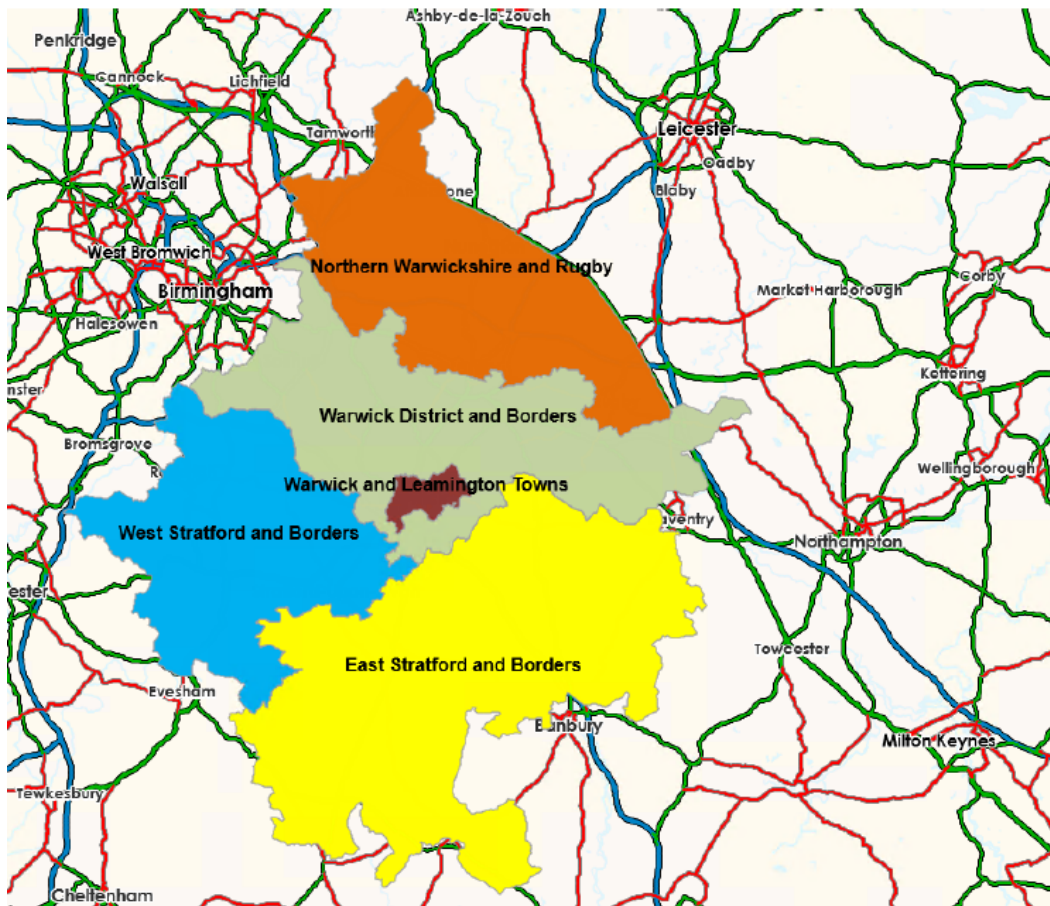 Ashby-de-la-Zouch
Penkridge
Cannock
Lichfield
Tamworth
Leicester
Oadby
Blaby
Walsall
West Bromwich
Northern Warwickshire and Rugby
Birmingham
Market Harborough
Corby
Halesowen
Kettering
Warwick District and Borders
Bromsgrove
Wellingborough
Warwick and Leamington Towns
West Stratford and Borders
aventry
Northampton
East Stratford and Borders
Towcester
Evesham
Banbury
Milton Keynes
Tewkesbury
Cheltenham